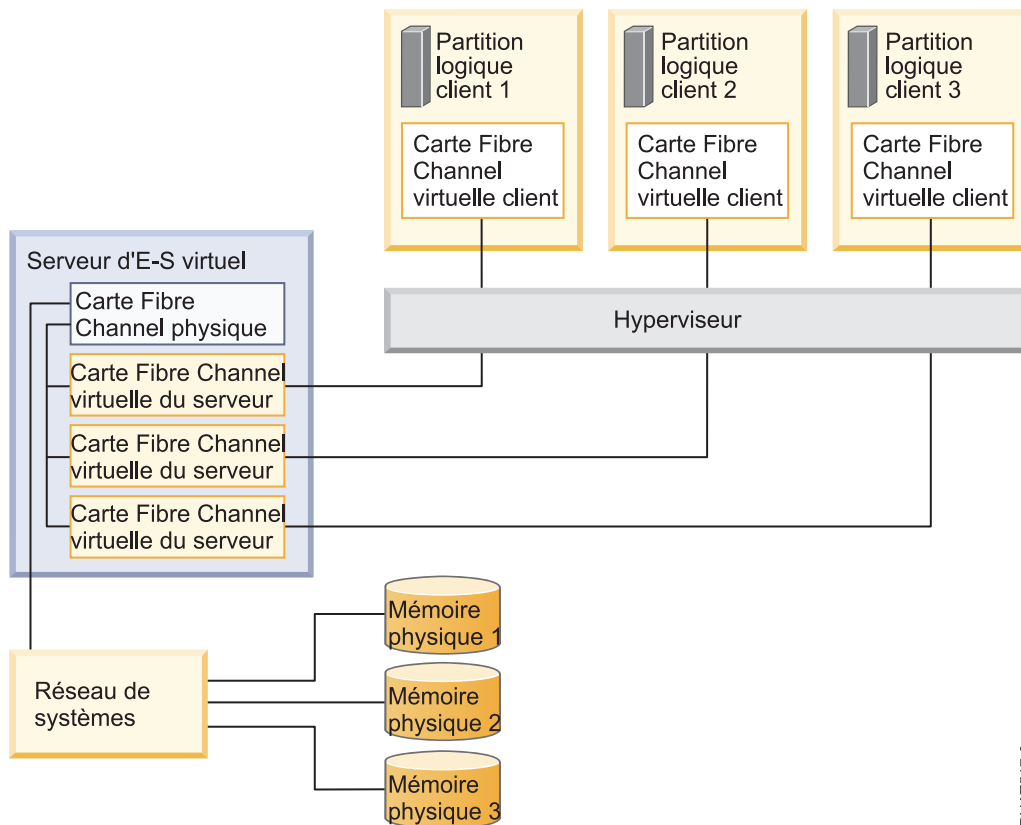 Partition
logique
client 1
Carte Fibre
Channel
virtuelle client
Partition
logique
client 2
Carte Fibre
Channel
virtuelle client
Partition
logique
client 3
Carte Fibre
Channel
virtuelle client
Serveur d'E-S virtuel
Carte Fibre
Channel physique
Carte Fibre Channel
virtuelle du serveur
Carte Fibre Channel
virtuelle du serveur
Carte Fibre Channel
virtuelle du serveur
Hyperviseur
Réseau de
systèmes
Mémoire
physique 1
Mémoire
physique 2
Mémoire
physique 3